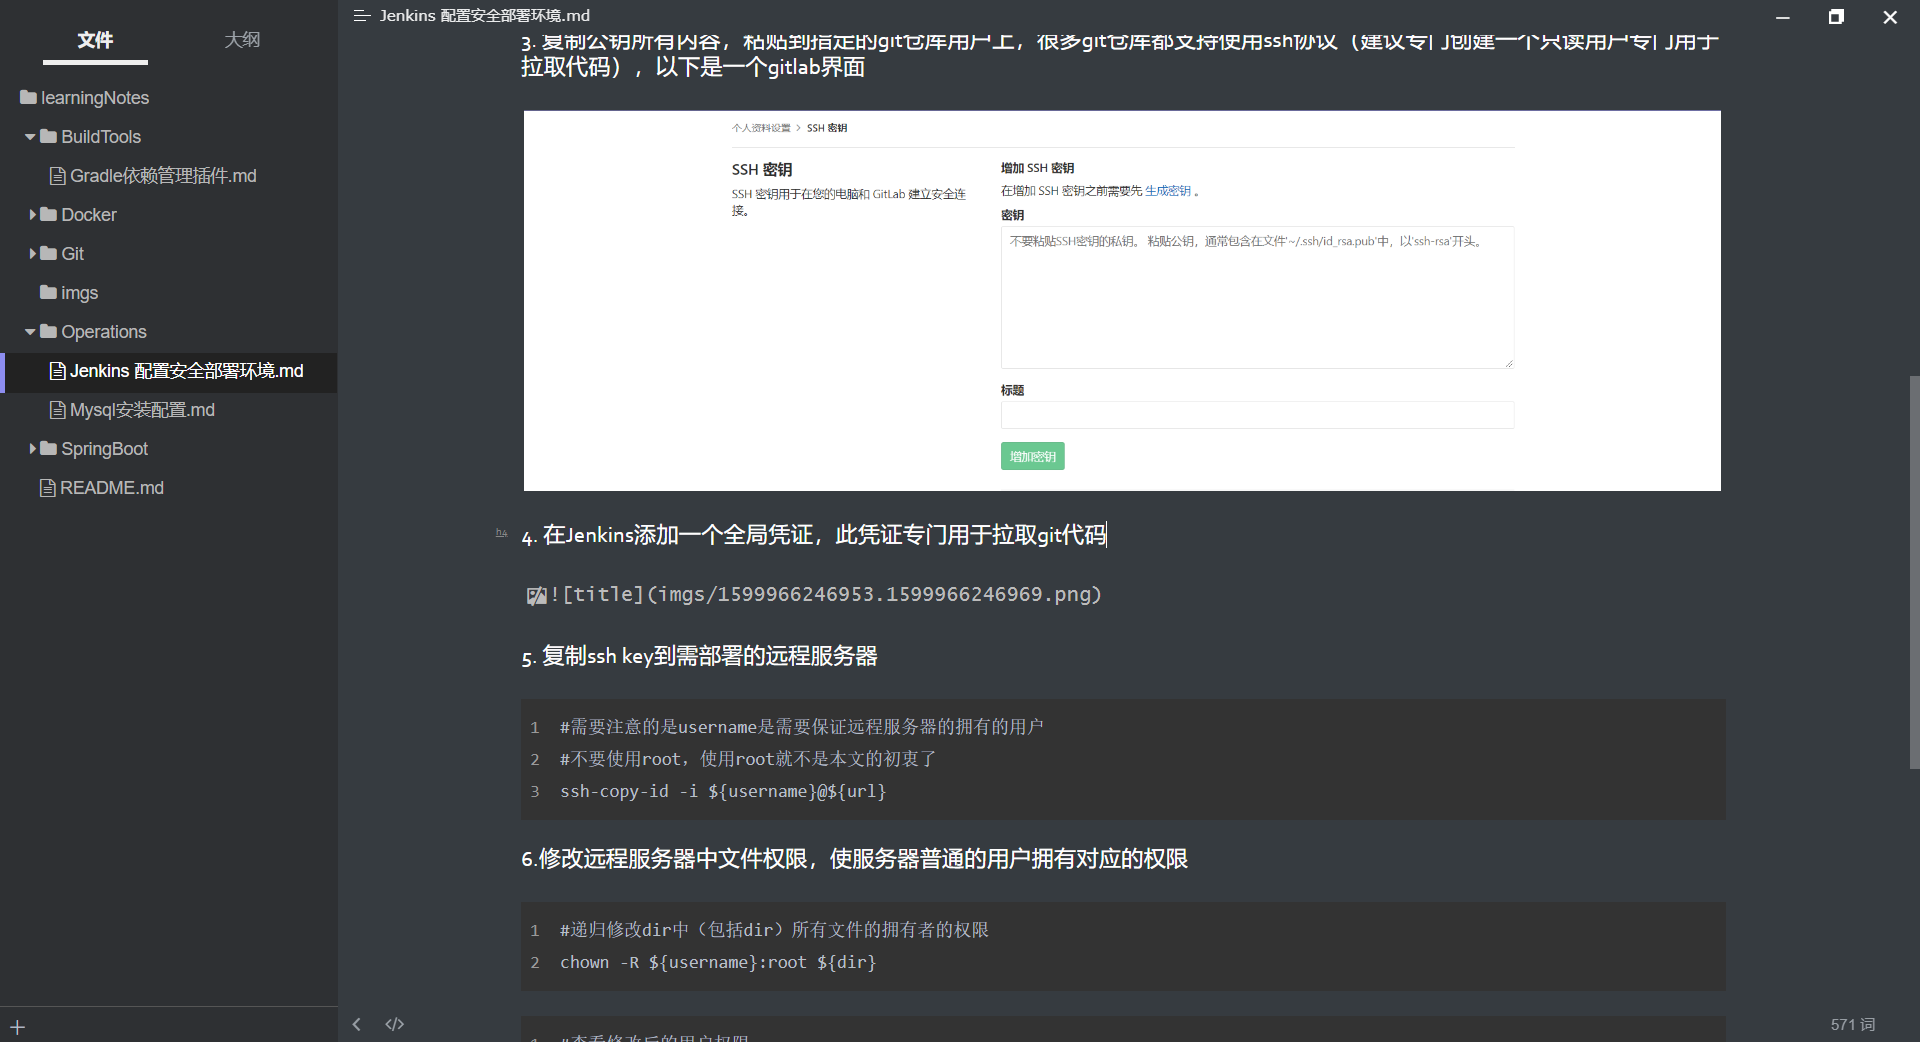 文件
大纲
learningNotes
BuildTools
Gradle依赖管理插件.md
Docker
Git
imgs
Operations
Jenkins 配置安全部署环境.md
Mysql安装配置.md
SpringBoot
README.md
Jenkins 配置安全部署环境.md
3. 复制公钥所有内容，粘贴到指定的git仓库用户上，很多git仓库都支持使用ssh协议（建议专门创建一个只读用户专门用于
拉取代码），以下是一个gitlab界面
个人资料设置 > SSH 密钥
SSH 密钥
SSH 密钥用于在您的电脑和 GitLab 建立安全连
接。
增加 SSH 密钥
在增加 SSH 密钥之前需要先 生成密钥 。
密钥
不要粘贴SSH密钥的私钥。 粘贴公钥，通常包含在文件'~/.ssh/id_rsa.pub'中，以'ssh-rsa'开头。
标题
增加密钥
h4
4. 在Jenkins添加一个全局凭证，此凭证专门用于拉取git代码
![title](imgs/1599966246953.1599966246969.png)
5. 复制ssh key到需部署的远程服务器
1 #需要注意的是username是需要保证远程服务器的拥有的用户
2 #不要使用root，使用root就不是本文的初衷了
3 ssh-copy-id -i ${username}@${url}
6.修改远程服务器中文件权限，使服务器普通的用户拥有对应的权限
1 #递归修改dir中（包括dir）所有文件的拥有者的权限
2 chown -R ${username}:root ${dir}
1 #查看修改后的用户权限
</>
571 词